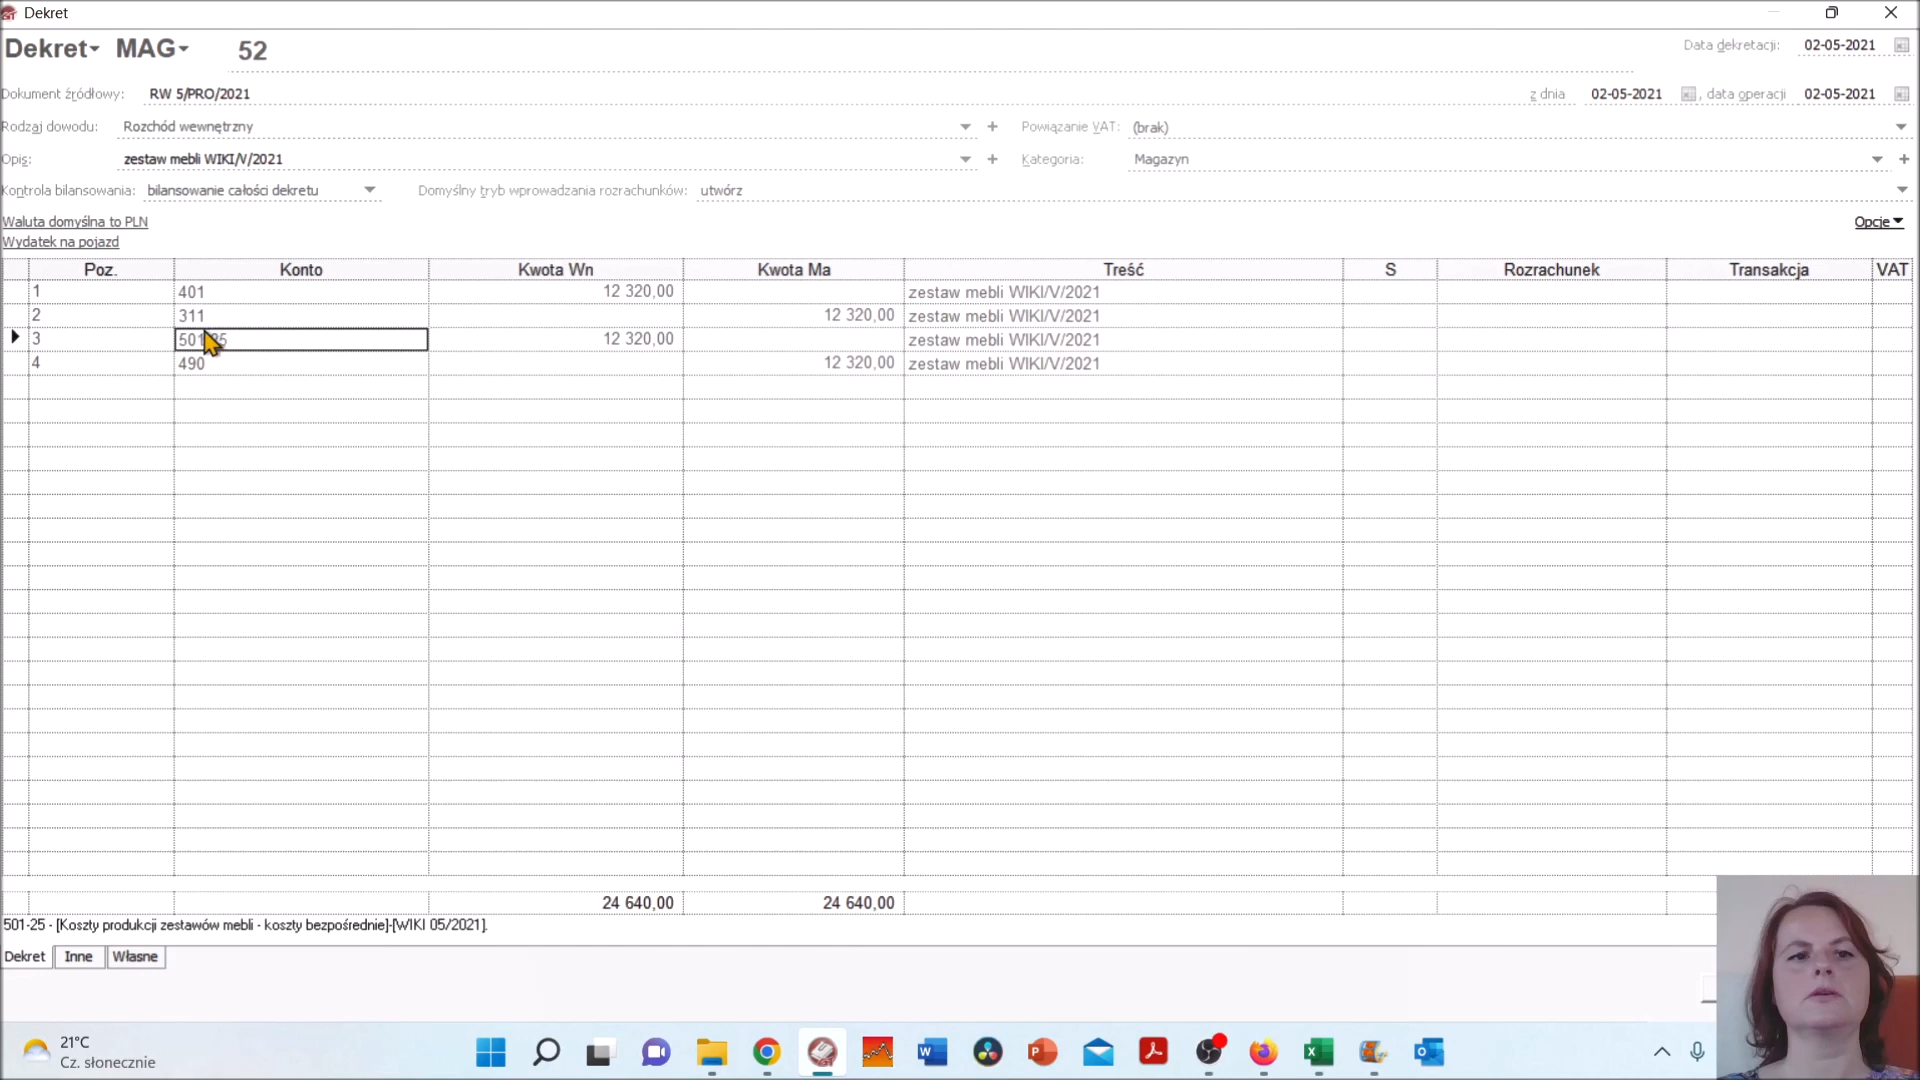 Dekret
Dekret MAG 52
Data dekretacji: 02-05-2021
Dokument źródłowy: RW 5/PRO/2021 z dnia 02-05-2021 , data operacji 02-05-2021
Rodzaj dowodu: Rozchód wewnętrzny + Powiązanie VAT: (brak)
Opis: zestaw mebli WIKI/V/2021 + Kategoria: Magazyn +
Kontrola bilansowania: bilansowanie całości dekretu Domyślny tryb wprowadzania rozrachunków: utwórz
Waluta domyślna to PLN Opcje
Wydatek na pojazd
Poz. Konto Kwota Wn Kwota Ma Treść S Rozrachunek Transakcja VAT
1 401 12 320,00 zestaw mebli WIKI/V/2021
2 311 12 320,00 zestaw mebli WIKI/V/2021
3 501-25 12 320,00 zestaw mebli WIKI/V/2021
4 490 12 320,00 zestaw mebli WIKI/V/2021
24 640,00 24 640,00
501-25 - [Koszty produkcji zestawów mebli - koszty bezpośrednie]-[WIKI 05/2021].
Dekret Inne Własne
21°C
Cz. słonecznie